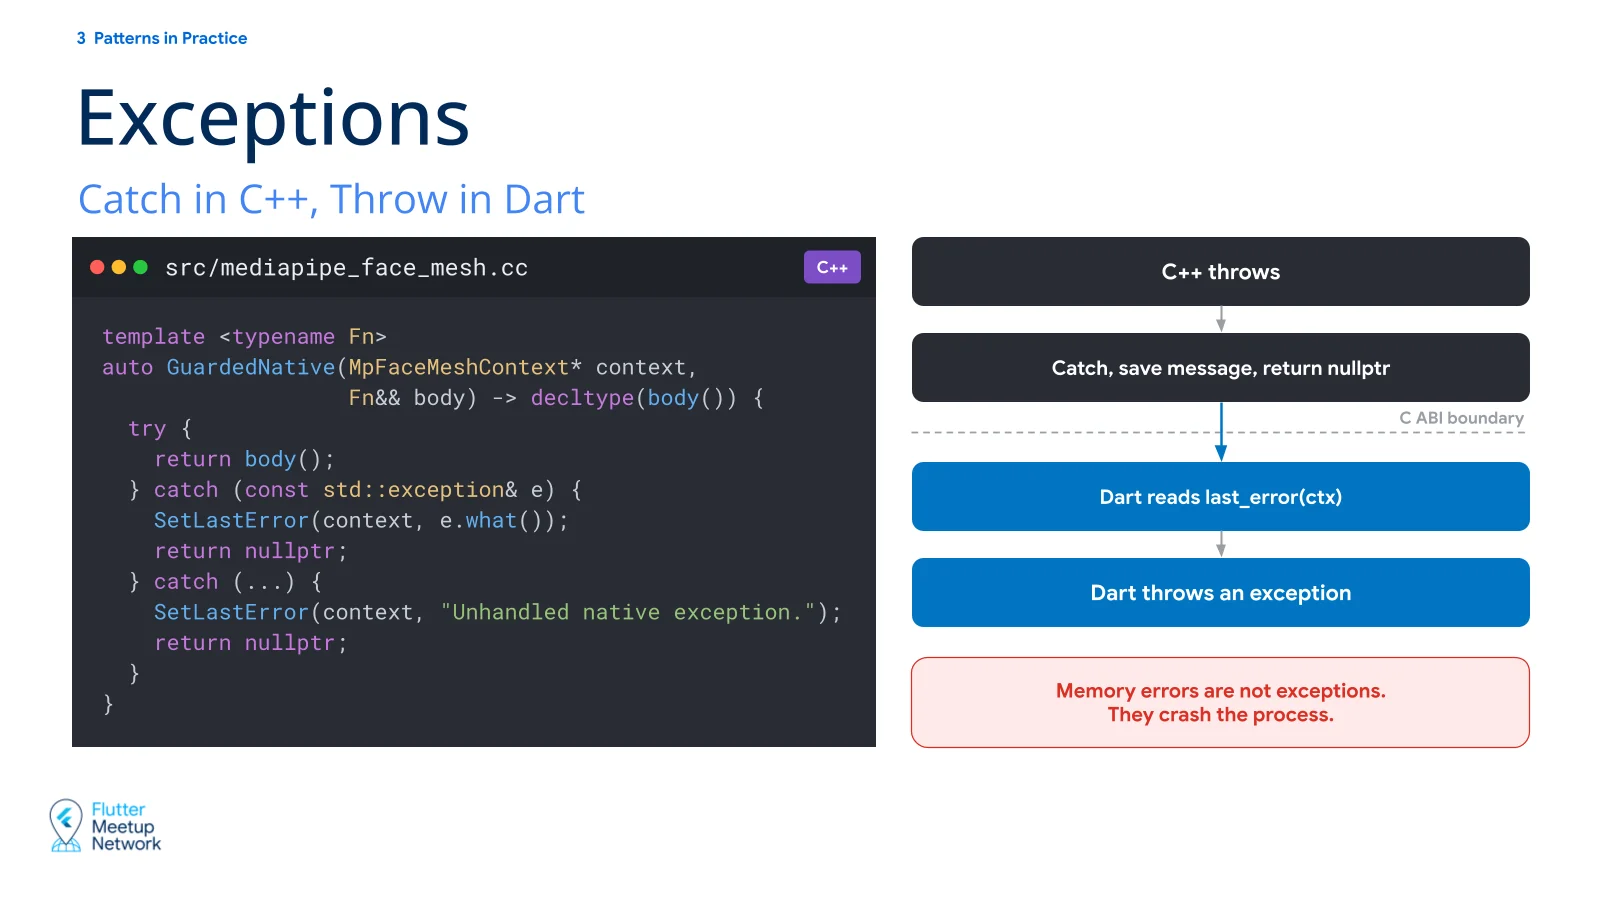 3 Patterns in Practice
Exceptions
Catch in C++, Throw in Dart
src/mediapipe_face_mesh.cc
C++
template <typename Fn>
auto GuardedNative(MpFaceMeshContext* context,
                   Fn&& body) -> decltype(body()) {
  try {
    return body();
  } catch (const std::exception& e) {
    SetLastError(context, e.what());
    return nullptr;
  } catch (...) {
    SetLastError(context, "Unhandled native exception.");
    return nullptr;
  }
}
C++ throws
Catch, save message, return nullptr
C ABI boundary
Dart reads last_error(ctx)
Dart throws an exception
Memory errors are not exceptions.
They crash the process.
Flutter
Meetup
Network